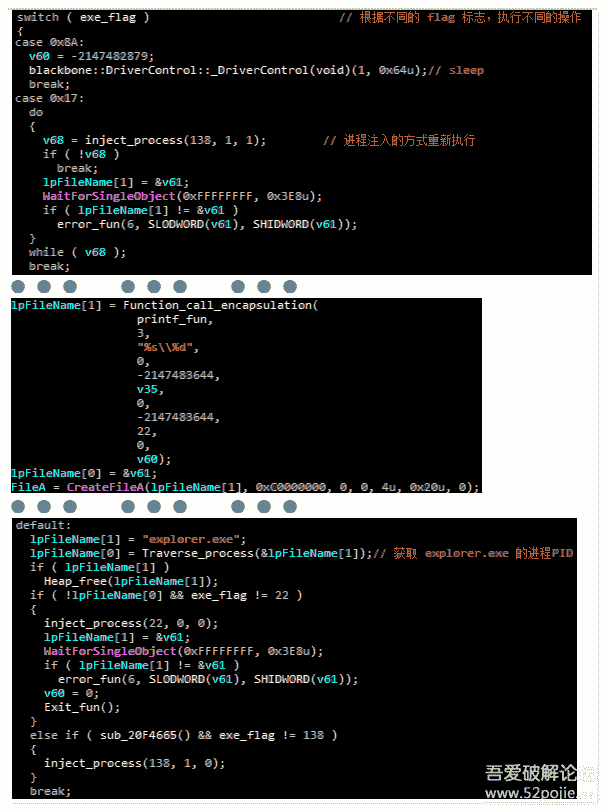 switch ( exe_flag )                          // 根据不同的 flag 标志，执行不同的操作
{
case 0x8A:
  v60 = -2147482879;
  blackbone::DriverControl::_DriverControl(void)(1, 0x64u);// sleep
  break;
case 0x17:
  do
  {
    v68 = inject_process(138, 1, 1);        // 进程注入的方式重新执行
    if ( !v68 )
      break;
    lpFileName[1] = &v61;
    WaitForSingleObject(0xFFFFFFFF, 0x3E8u);
    if ( lpFileName[1] != &v61 )
      error_fun(6, SLODWORD(v61), SHIDWORD(v61));
  }
  while ( v68 );
  break;
lpFileName[1] = Function_call_encapsulation(
                  printf_fun,
                  3,
                  "%s\\%d",
                  0,
                  -2147483644,
                  v35,
                  0,
                  -2147483644,
                  22,
                  0,
                  v60);
lpFileName[0] = &v61;
FileA = CreateFileA(lpFileName[1], 0xC0000000, 0, 0, 4u, 0x20u, 0);
default:
  lpFileName[1] = "explorer.exe";
  lpFileName[0] = Traverse_process(&lpFileName[1]);// 获取 explorer.exe 的进程PID
  if ( lpFileName[1] )
    Heap_free(lpFileName[1]);
  if ( !lpFileName[0] && exe_flag != 22 )
  {
    inject_process(22, 0, 0);
    lpFileName[1] = &v61;
    WaitForSingleObject(0xFFFFFFFF, 0x3E8u);
    if ( lpFileName[1] != &v61 )
      error_fun(6, SLODWORD(v61), SHIDWORD(v61));
    v60 = 0;
    Exit_fun();
  }
  else if ( sub_20F4665() && exe_flag != 138 )
  {
    inject_process(138, 1, 0);
  }
  break;
吾爱破解论坛
www.52pojie.cn